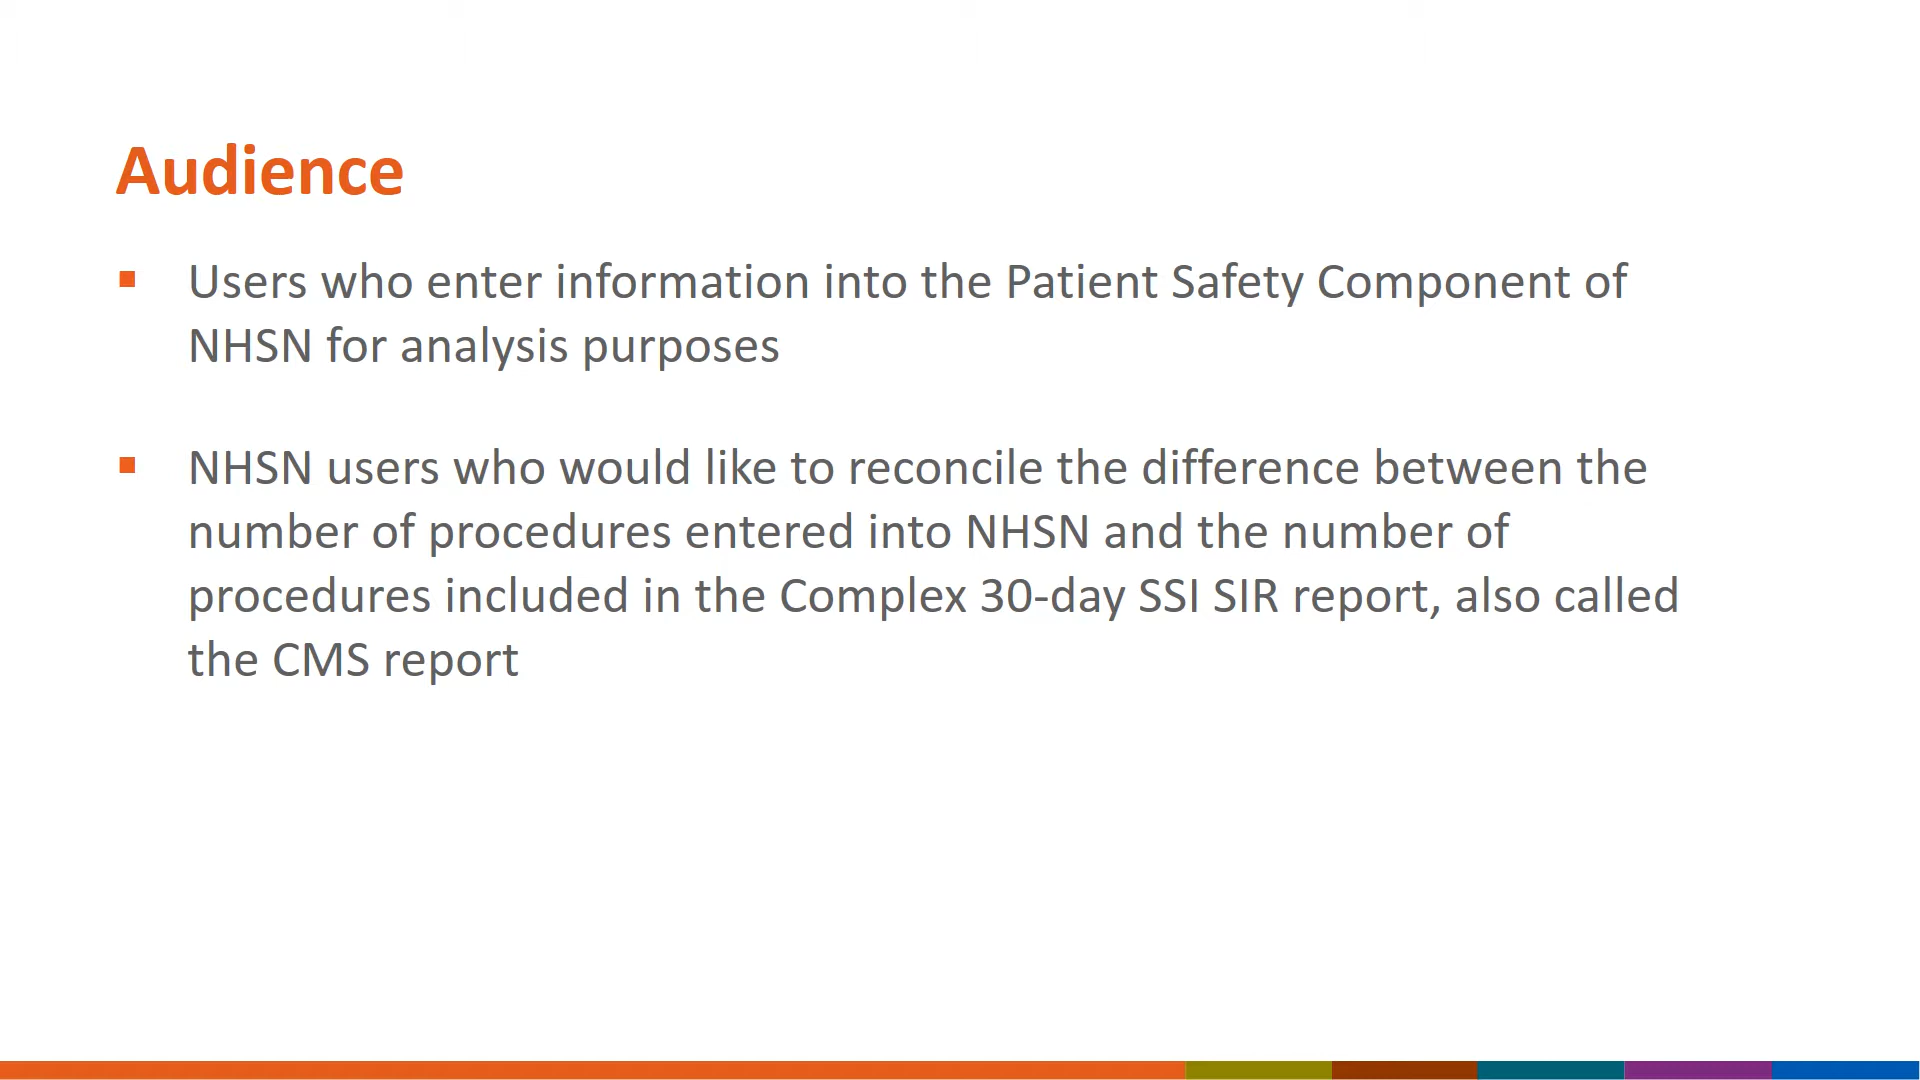 Audience
▪ Users who enter information into the Patient Safety Component of
NHSN for analysis purposes
▪ NHSN users who would like to reconcile the difference between the
number of procedures entered into NHSN and the number of
procedures included in the Complex 30-day SSI SIR report, also called
the CMS report